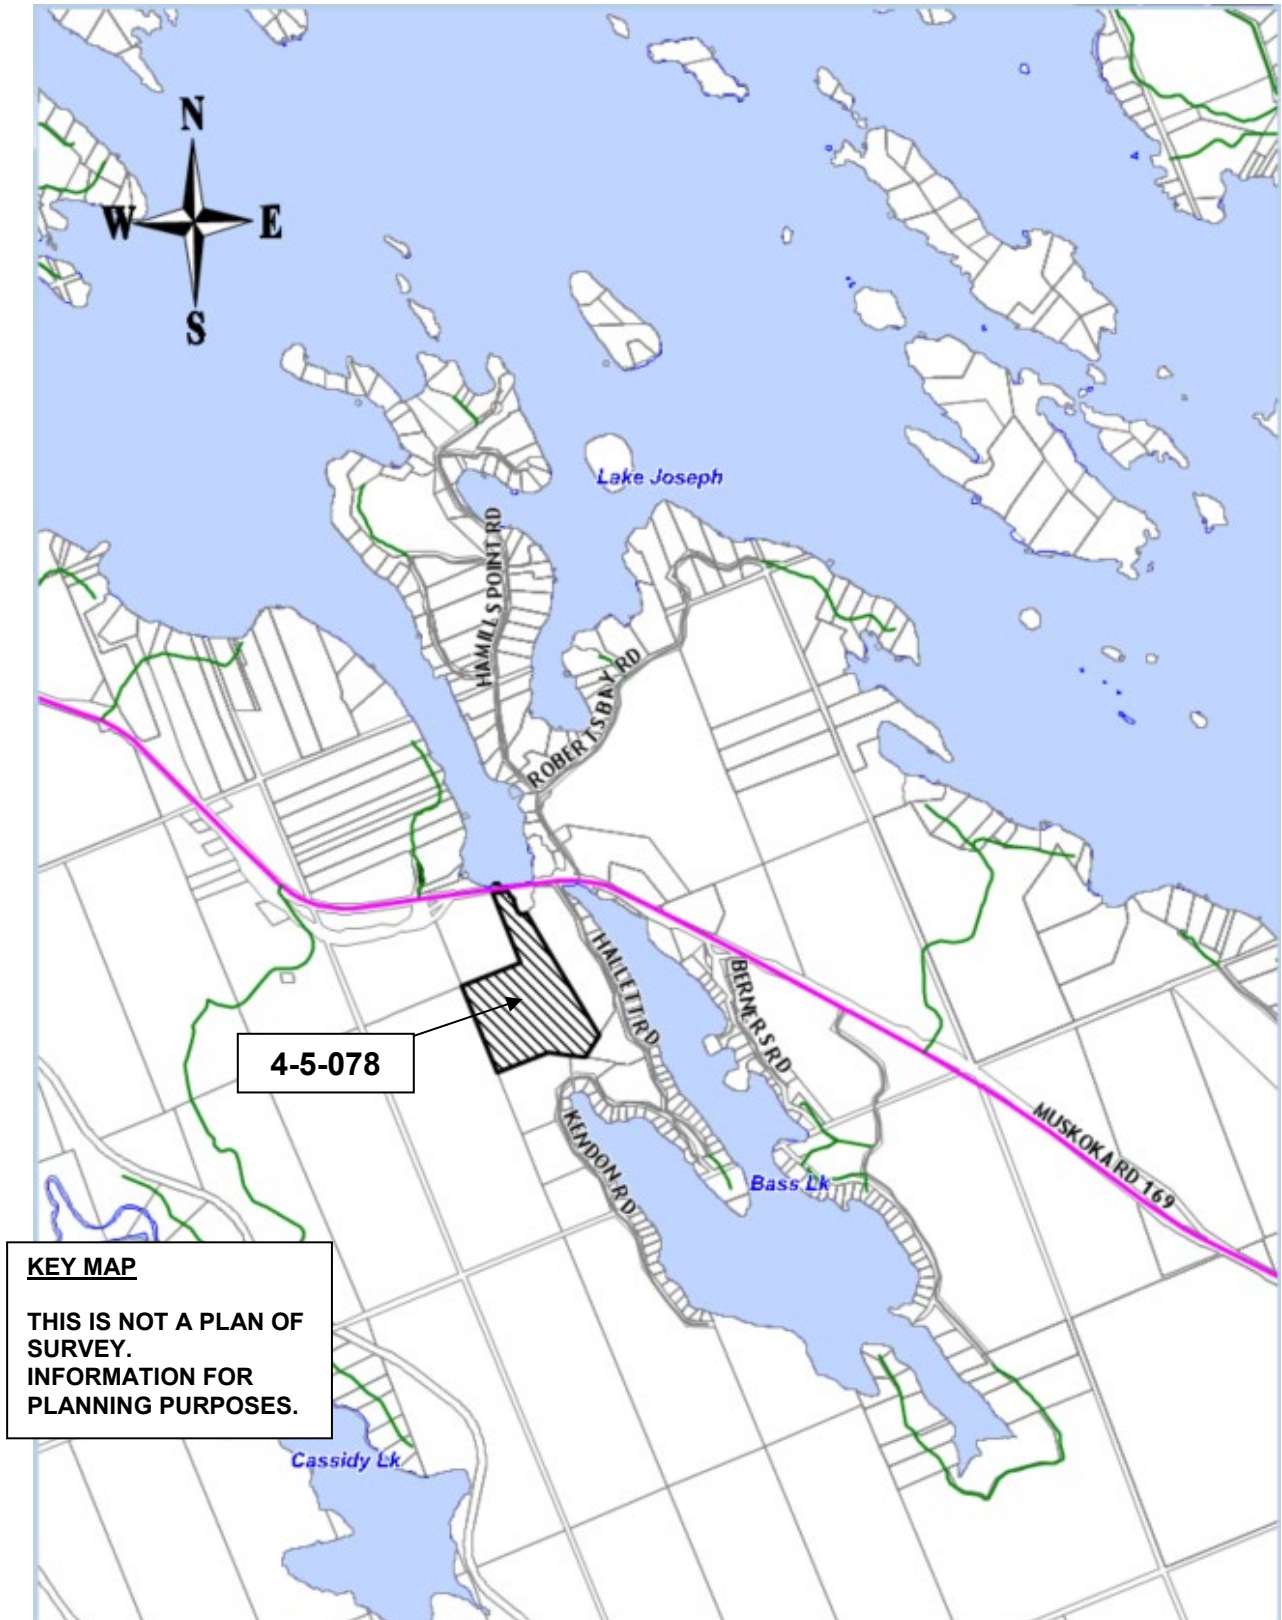 N
W E
S
Lake Joseph
HAMILLS POINT RD
ROBERTS BAY RD
HALLETT RD
BERNERS RD
4-5-078
KENDON RD
MUSKOKA RD 169
Bass Lk
KEY MAP
THIS IS NOT A PLAN OF
SURVEY.
INFORMATION FOR
PLANNING PURPOSES.
Cassidy Lk